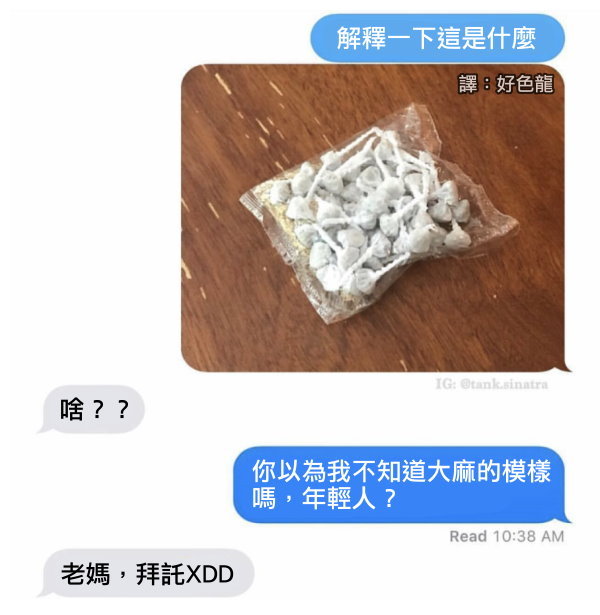 解釋一下這是什麼
譯：好色龍
IG: @tank.sinatra
啥？？
你以為我不知道大麻的模樣
嗎，年輕人？
Read 10:38 AM
老媽，拜託XDD